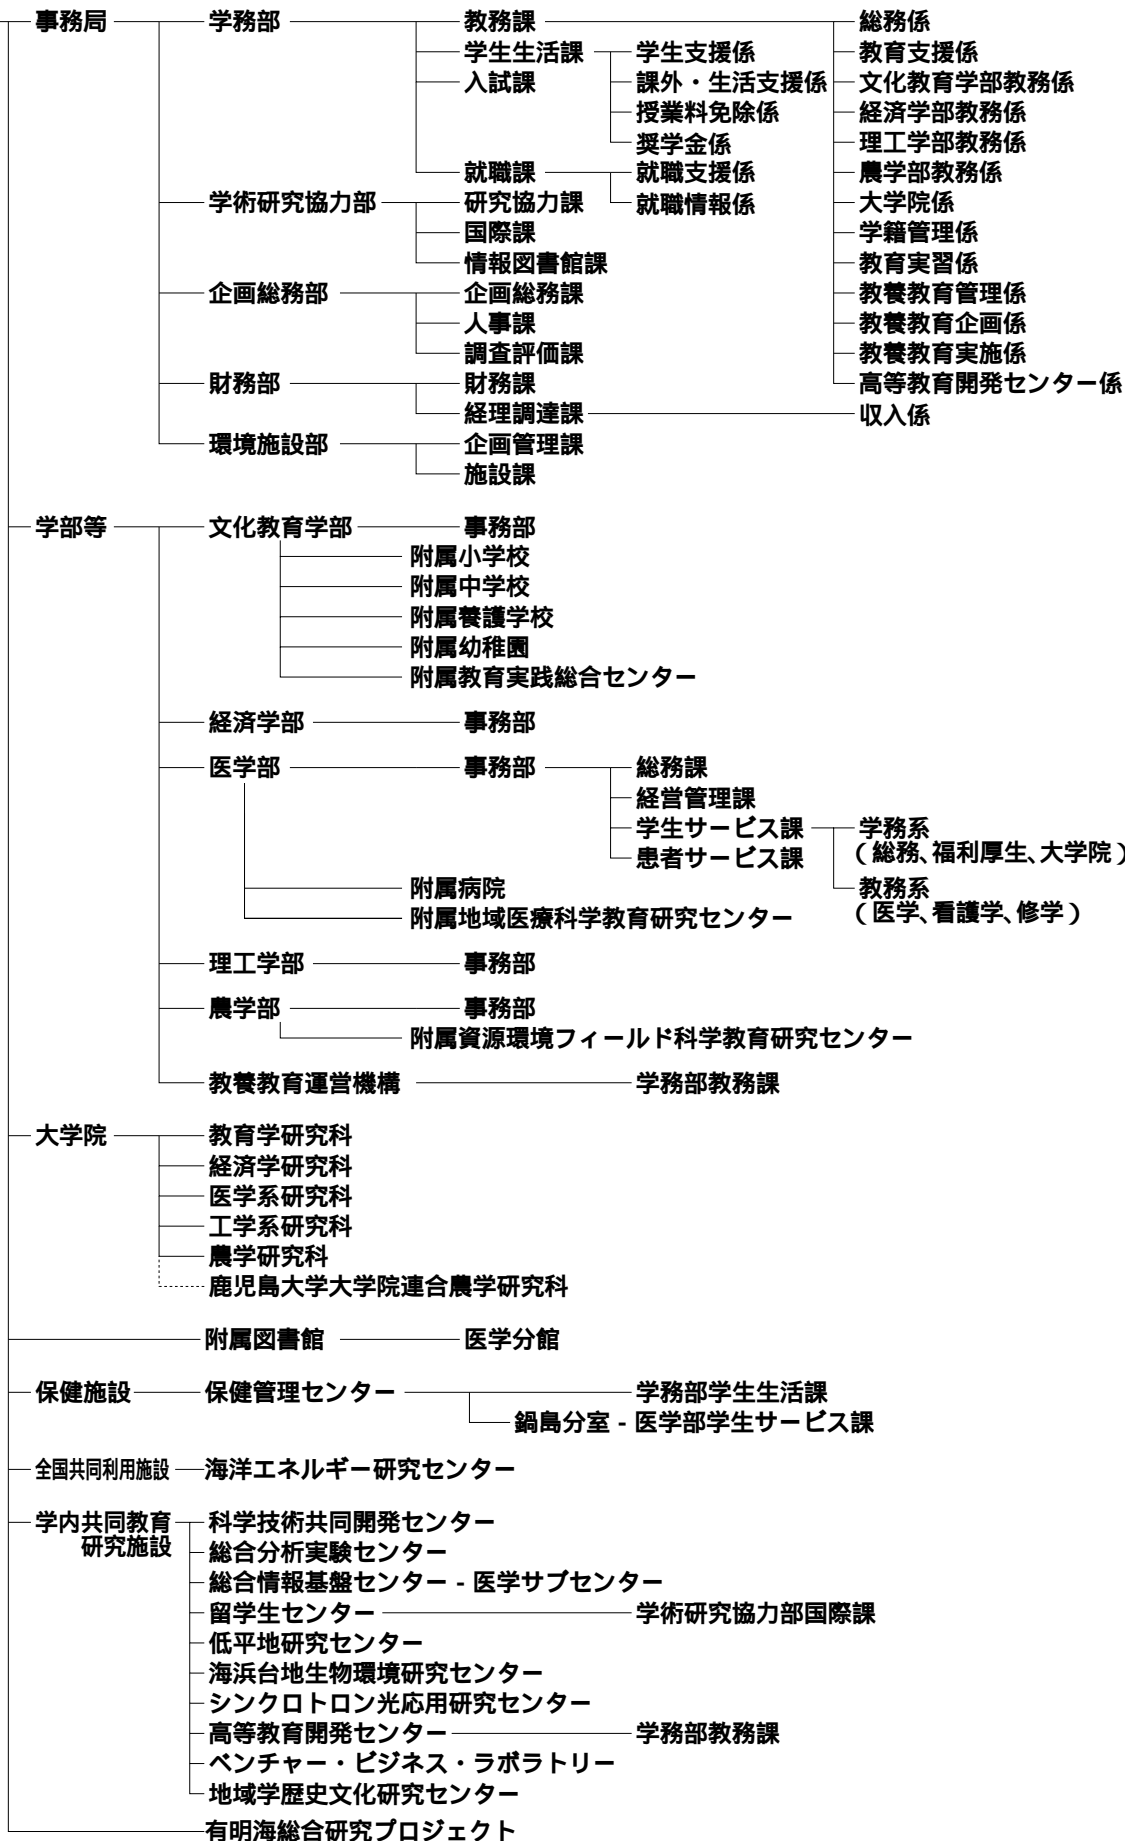 事務局 学務部 教務課 総務係
学生生活課 学生支援係 教育支援係
入試課 課外・生活支援係 文化教育学部教務係
授業料免除係 経済学部教務係
奨学金係 理工学部教務係
就職課 就職支援係 農学部教務係
学術研究協力部 研究協力課 就職情報係 大学院係
国際課 学籍管理係
情報図書館課 教育実習係
企画総務部 企画総務課 教養教育管理係
人事課 教養教育企画係
調査評価課 教養教育実施係
財務部 財務課 高等教育開発センター係
経理調達課 収入係
環境施設部 企画管理課
施設課
学部等 文化教育学部 事務部
附属小学校
附属中学校
附属養護学校
附属幼稚園
附属教育実践総合センター
経済学部 事務部
医学部 事務部 総務課
経営管理課
学生サービス課 学務系
(総務、福利厚生、大学院)
患者サービス課
附属病院 教務系
(医学、看護学、修学)
附属地域医療科学教育研究センター
理工学部 事務部
農学部 事務部
附属資源環境フィールド科学教育研究センター
教養教育運営機構 学務部教務課
大学院 教育学研究科
経済学研究科
医学系研究科
工学系研究科
農学研究科
鹿児島大学大学院連合農学研究科
附属図書館 医学分館
保健施設 保健管理センター 学務部学生生活課
鍋島分室 - 医学部学生サービス課
全国共同利用施設 海洋エネルギー研究センター
学内共同教育 科学技術共同開発センター
研究施設 総合分析実験センター
総合情報基盤センター - 医学サブセンター
留学生センター 学術研究協力部国際課
低平地研究センター
海浜台地生物環境研究センター
シンクロトロン光応用研究センター
高等教育開発センター 学務部教務課
ベンチャー・ビジネス・ラボラトリー
地域学歴史文化研究センター
有明海総合研究プロジェクト